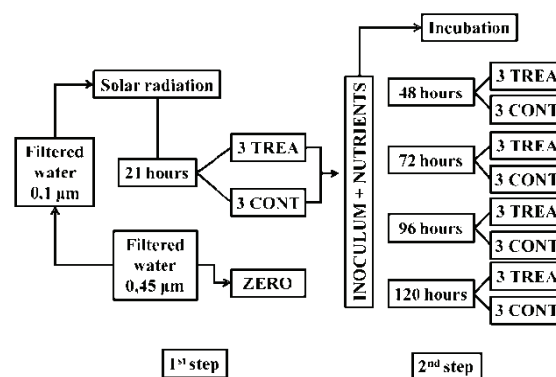 Incubation
Solar radiation
Filtered
water
0,1 µm
21 hours
3 TREA
3 CONT
Filtered
water
0,45 µm
ZERO
1st step
INOCULUM + NUTRIENTS
48 hours
3 TREA
3 CONT
72 hours
3 TREA
3 CONT
96 hours
3 TREA
3 CONT
120 hours
3 TREA
3 CONT
2nd step